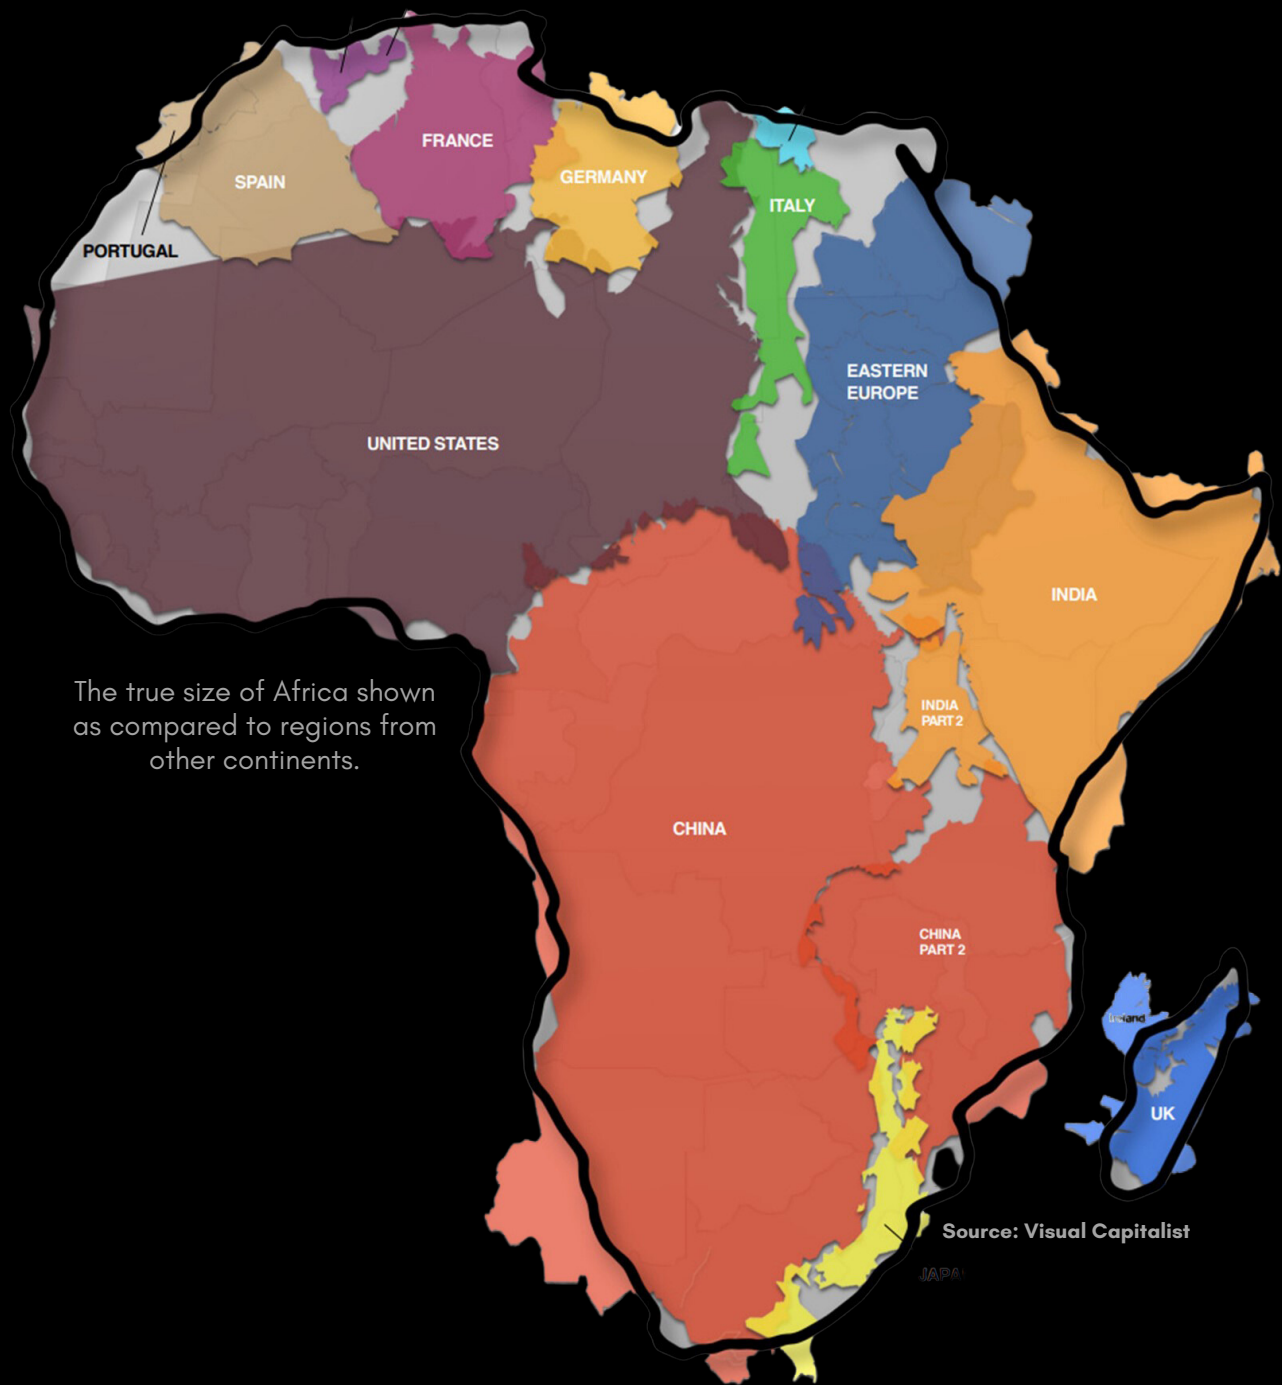 FRANCE
GERMANY
SPAIN
ITALY
PORTUGAL
EASTERN
EUROPE
UNITED STATES
INDIA
The true size of Africa shown
as compared to regions from
other continents.
INDIA
PART 2
CHINA
CHINA
PART 2
UK
Source: Visual Capitalist